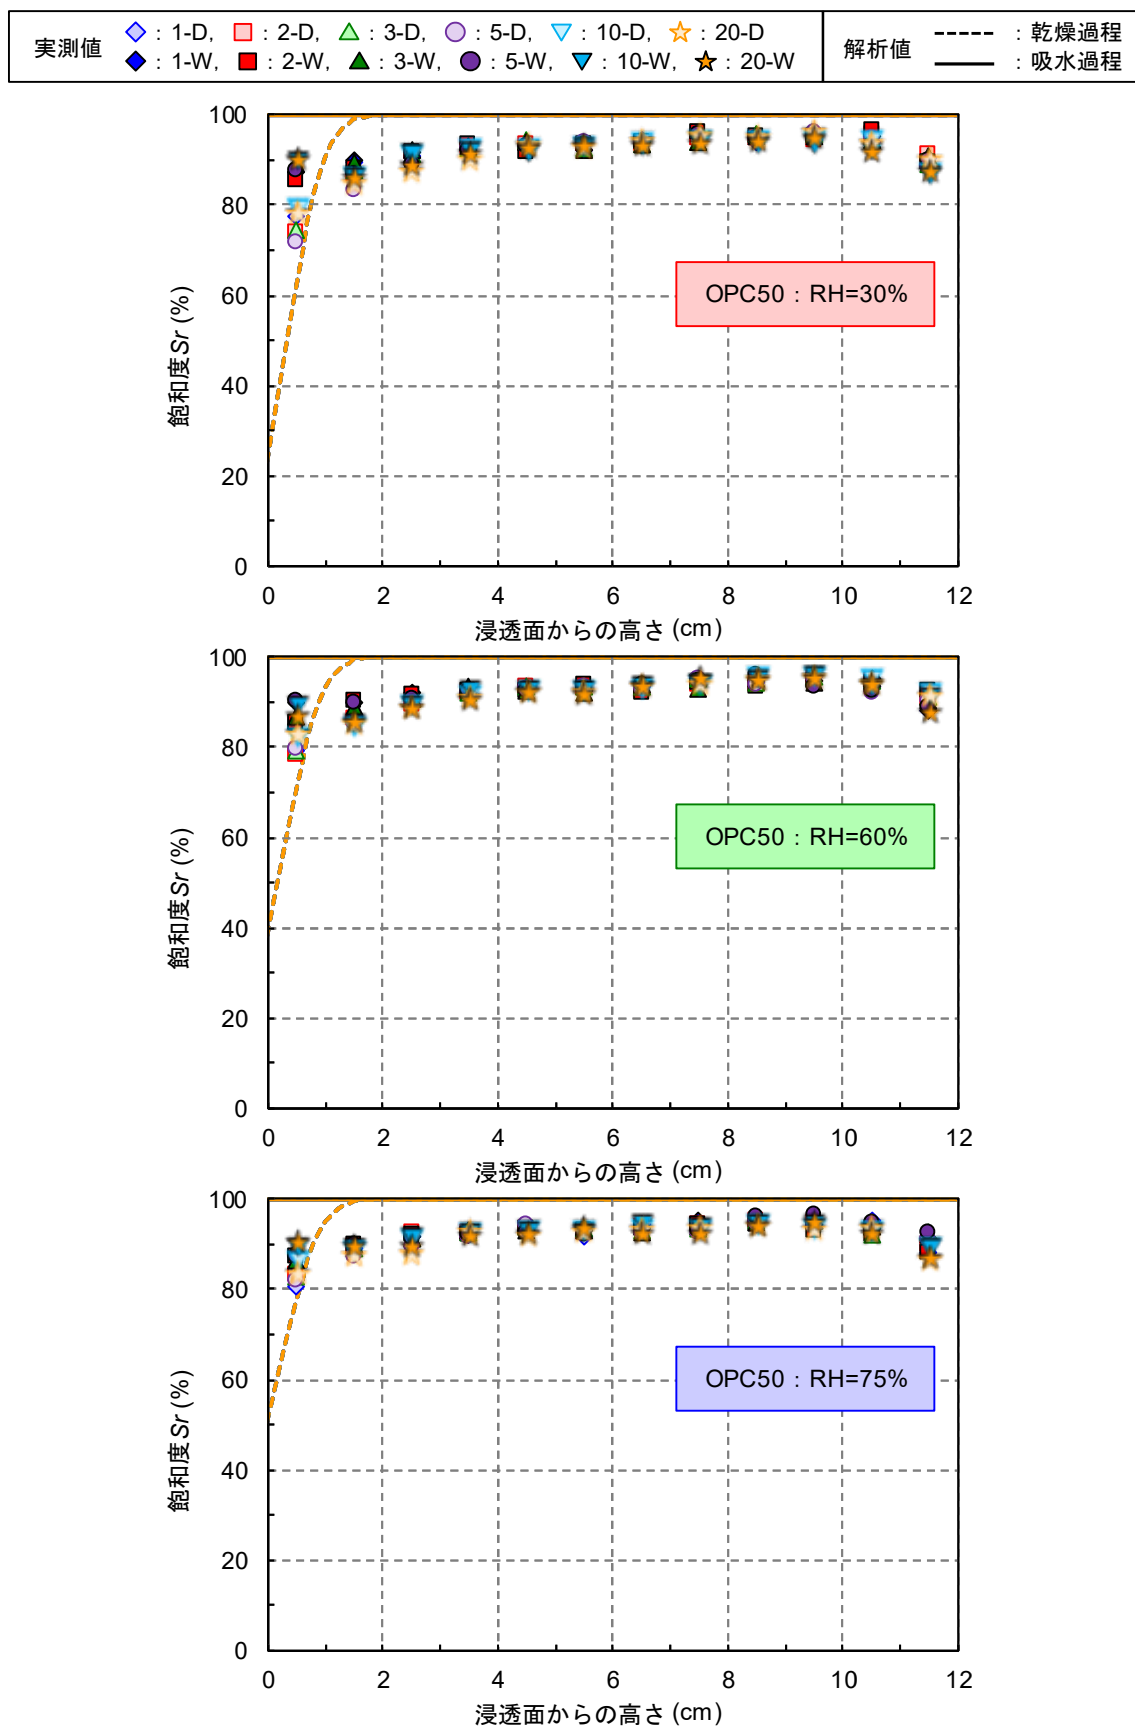 実測値 : 1-D, : 2-D, : 3-D, : 5-D, : 10-D, : 20-D
: 1-W, : 2-W, : 3-W, : 5-W, : 10-W, : 20-W
解析値 : 乾燥過程
: 吸水過程
100
80
60
40
20
0
飽和度Sr (%)
OPC50 : RH=30%
0 2 4 6 8 10 12
浸透面からの高さ (cm)
100
80
60
40
20
0
飽和度Sr (%)
OPC50 : RH=60%
0 2 4 6 8 10 12
浸透面からの高さ (cm)
100
80
60
40
20
0
飽和度Sr (%)
OPC50 : RH=75%
0 2 4 6 8 10 12
浸透面からの高さ (cm)